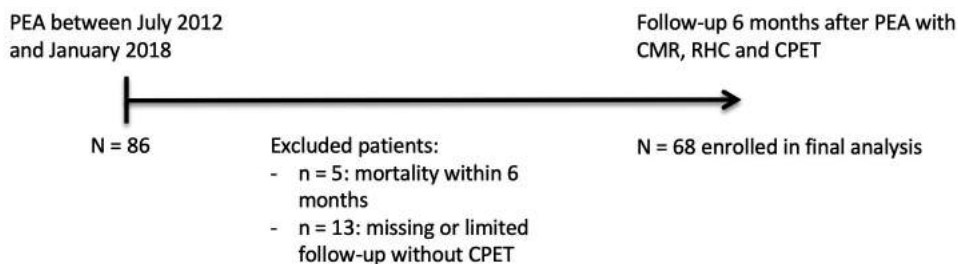 PEA between July 2012
and January 2018
Follow-up 6 months after PEA with
CMR, RHC and CPET
N = 86
Excluded patients:
- n = 5: mortality within 6
months
- n = 13: missing or limited
follow-up without CPET
N = 68 enrolled in final analysis